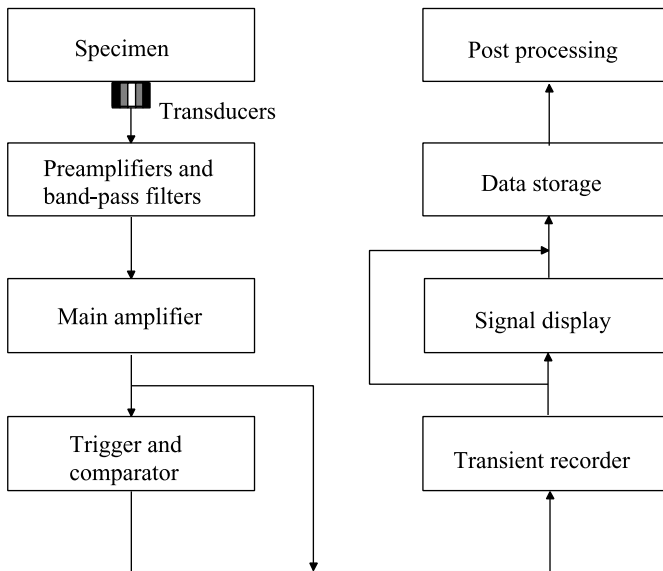 Specimen
Transducers
Preamplifiers and
band-pass filters
Main amplifier
Trigger and
comparator
Post processing
Data storage
Signal display
Transient recorder